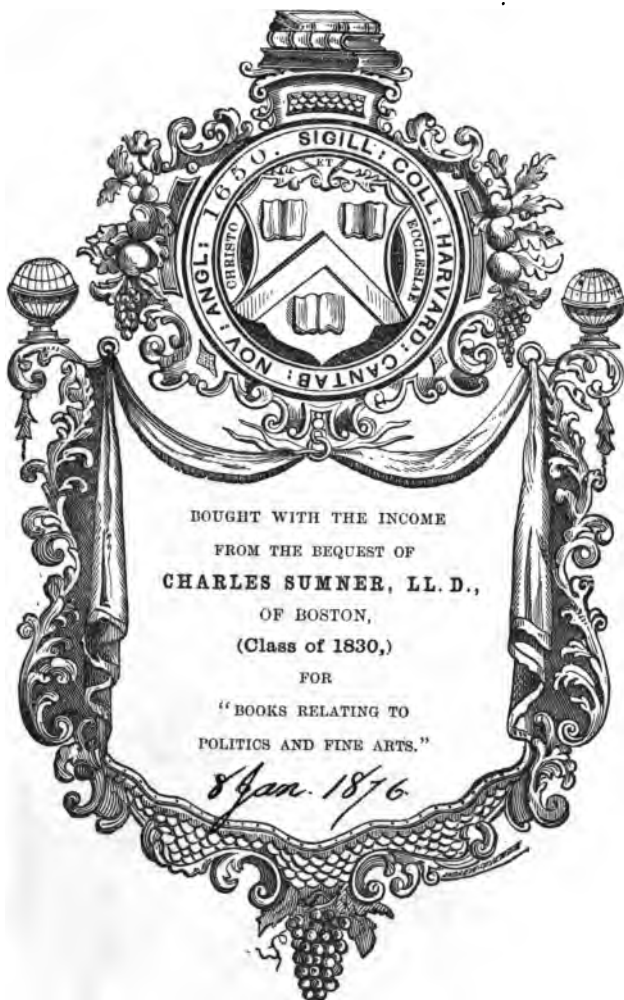 SIGILL: COLL: HARVARD: CANTAB: NOV: ANGL: 1650.
ET
CHRISTO
ECCLESIAE
BOUGHT WITH THE INCOME
FROM THE BEQUEST OF
CHARLES SUMNER, LL. D.,
OF BOSTON,
(Class of 1830,)
FOR
"BOOKS RELATING TO
POLITICS AND FINE ARTS."
8 Jan. 1876.